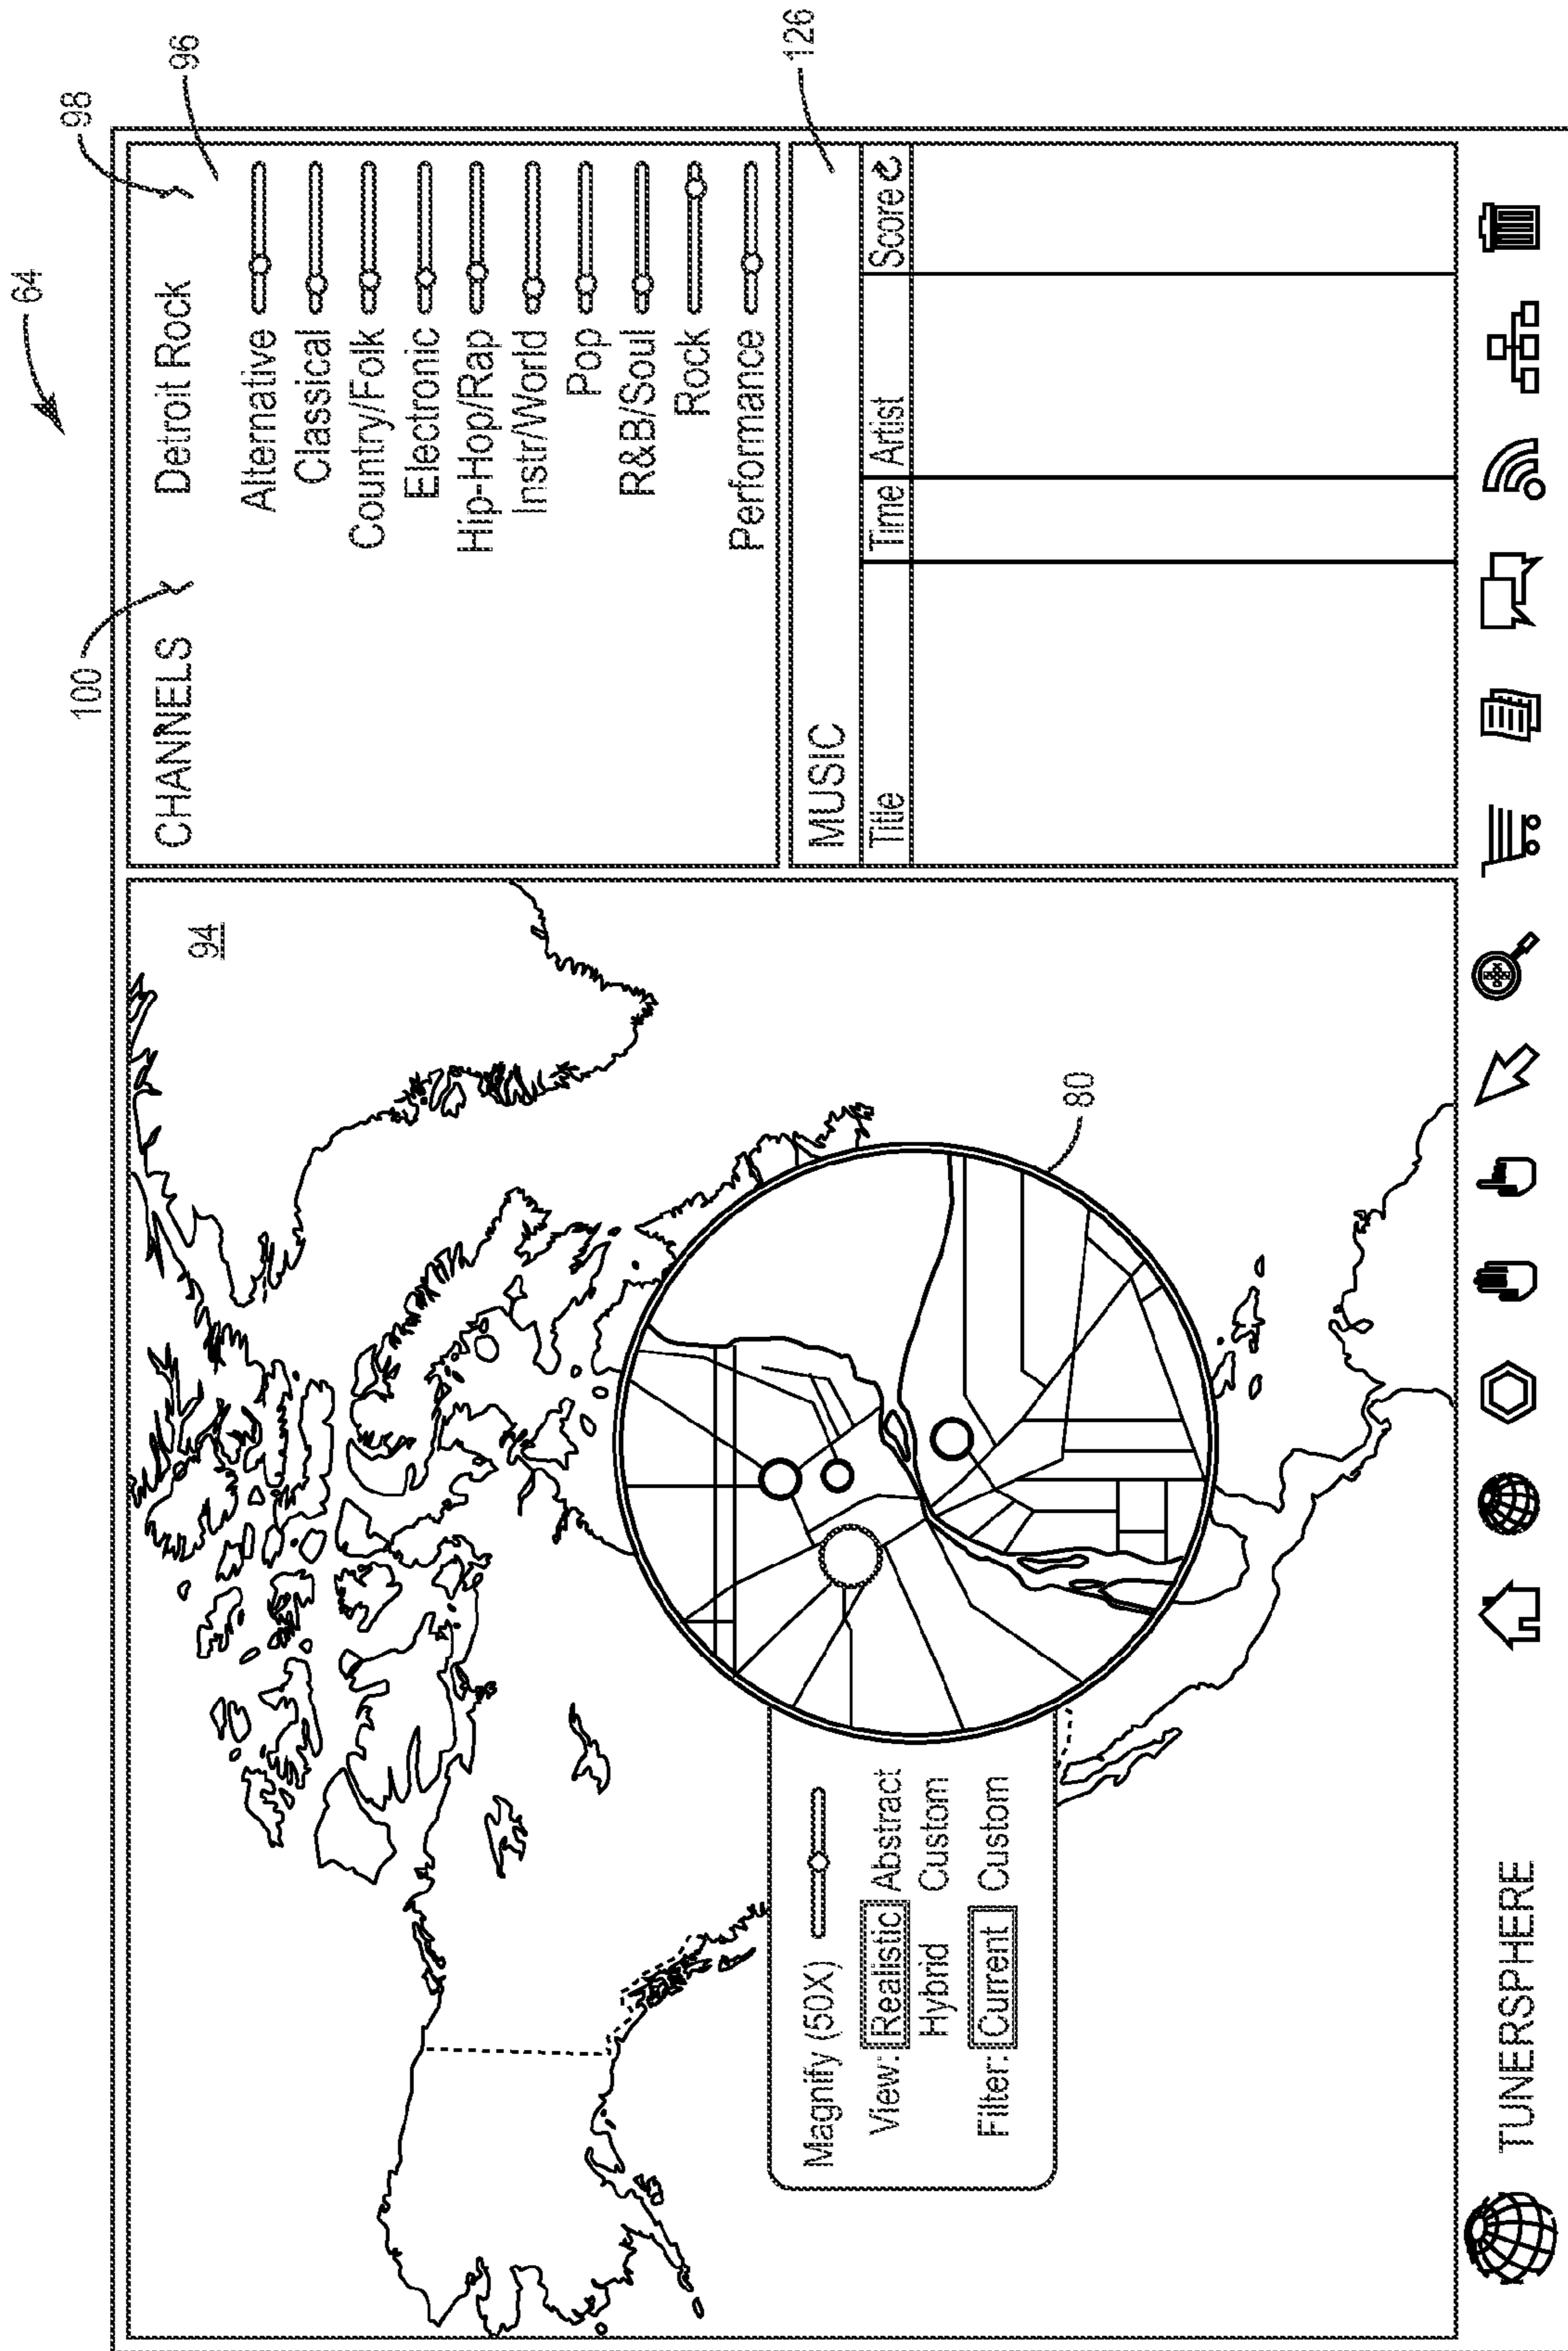 64
94
100
98
96
CHANNELS
Detroit Rock
Alternative
Classical
Country/Folk
Electronic
Hip-Hop/Rap
Instr/World
Pop
R&B/Soul
Rock
Performance
126
MUSIC
Title Time Artist Score
80
Magnify (50X)
View: Realistic Abstract
Hybrid Custom
Filter: Current Custom
TUNERSPHERE